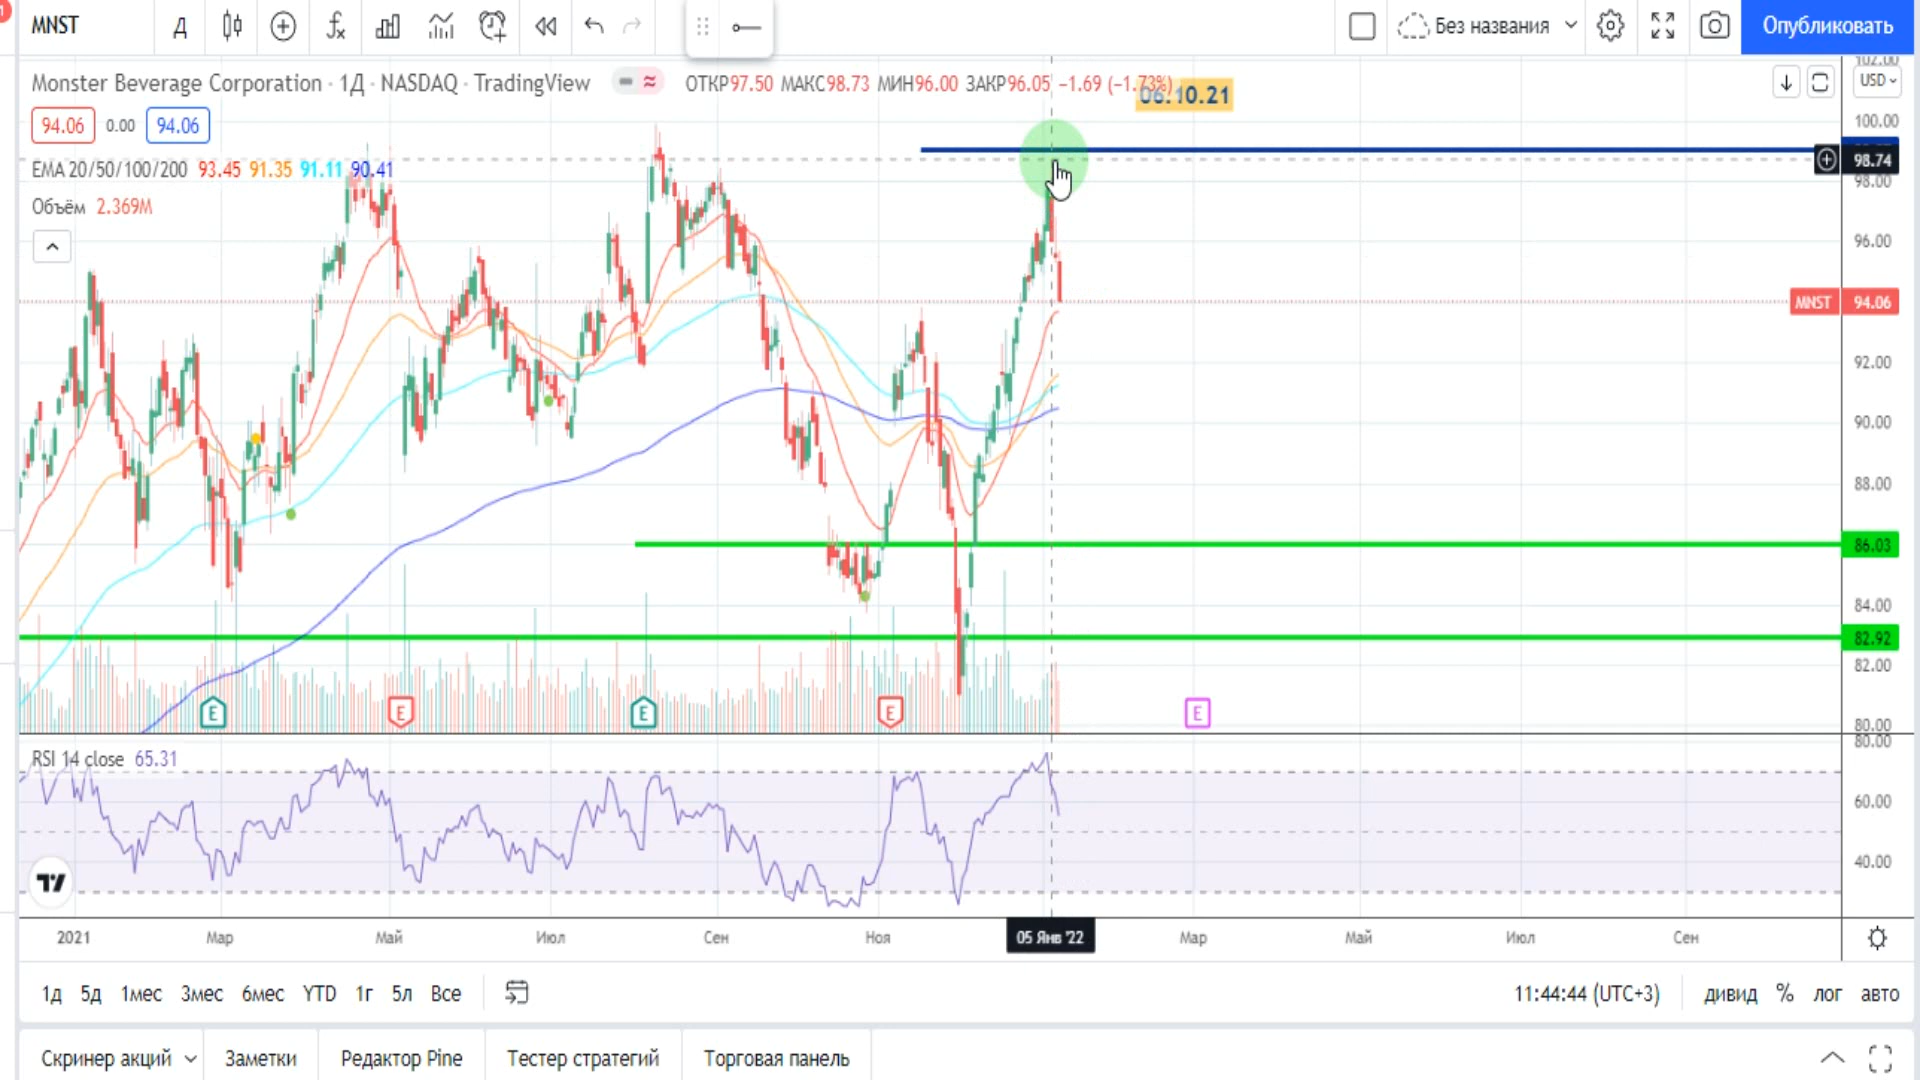 MNST Д Без названия Опубликовать
Monster Beverage Corporation · 1Д · NASDAQ · TradingView ОТКР97.50 МАКС98.73 МИН96.00 ЗАКР96.05 −1.69 (−1.73%)
06.10.21
USD
102.00
94.06 0.00 94.06
100.00
EMA 20/50/100/200 93.45 91.35 91.11 90.41
98.74
98.00
Объём 2.369M
96.00
MNST 94.06
92.00
90.00
88.00
86.03
84.00
82.92
82.00
E E E E E
80.00
80.00
RSI 14 close 65.31
60.00
40.00
2021 Мар Май Июл Сен Ноя 05 Янв '22 Мар Май Июл Сен
1д 5д 1мес 3мес 6мес YTD 1г 5л Все 11:44:44 (UTC+3) дивид % лог авто
Скринер акций Заметки Редактор Pine Тестер стратегий Торговая панель